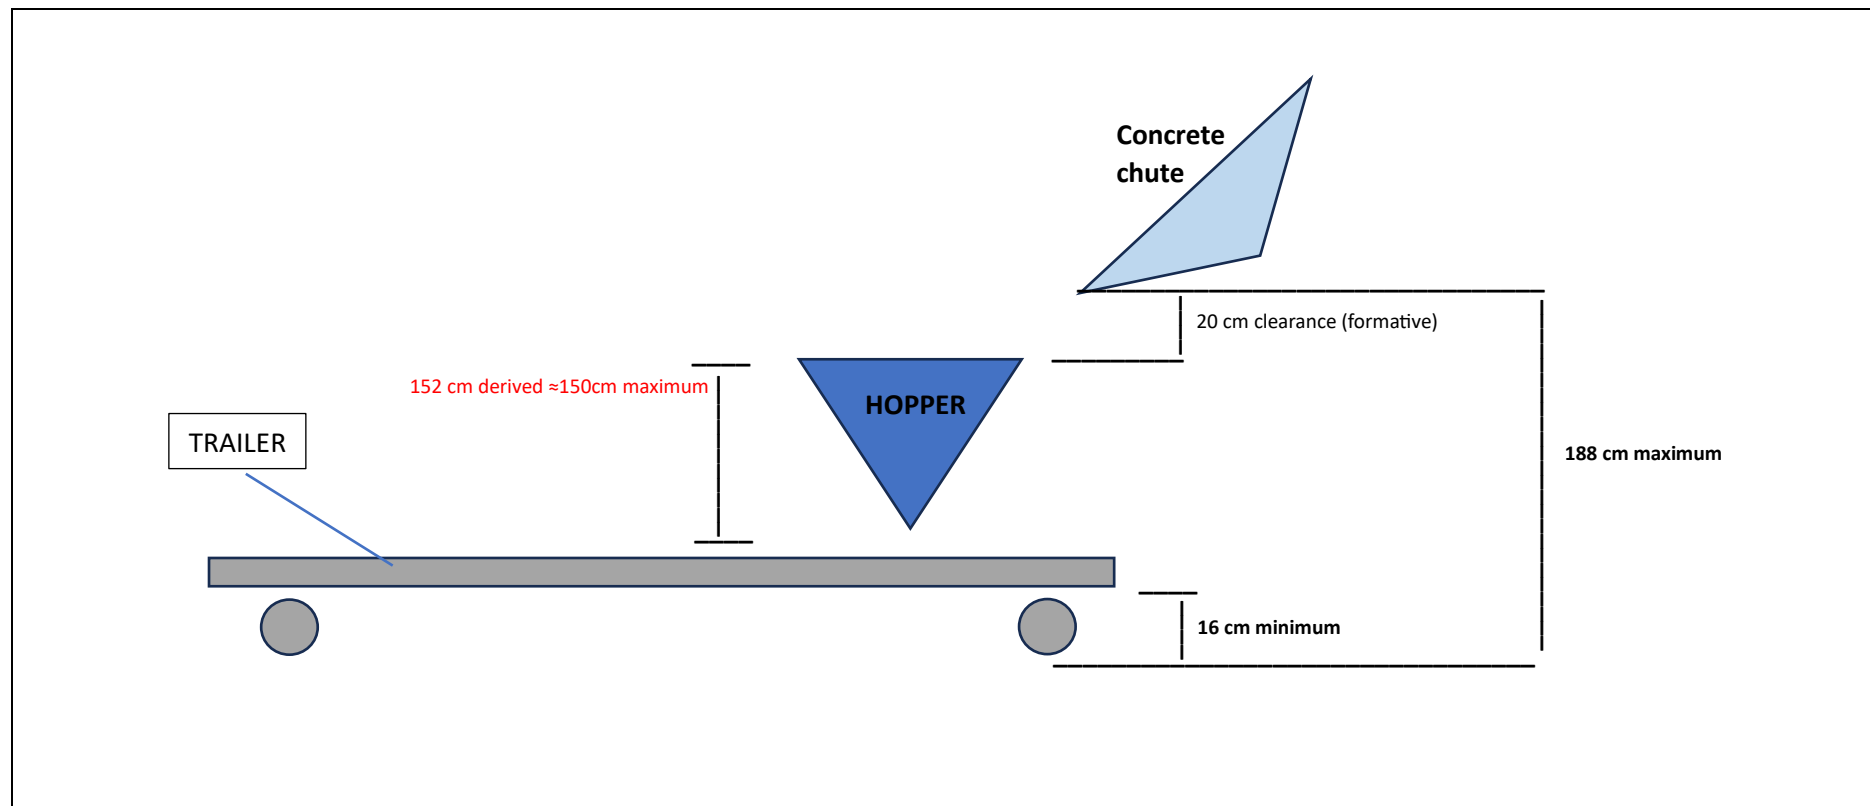 Concrete
chute
20 cm clearance (formative)
152 cm derived ≈150cm maximum
HOPPER
TRAILER
188 cm maximum
16 cm minimum